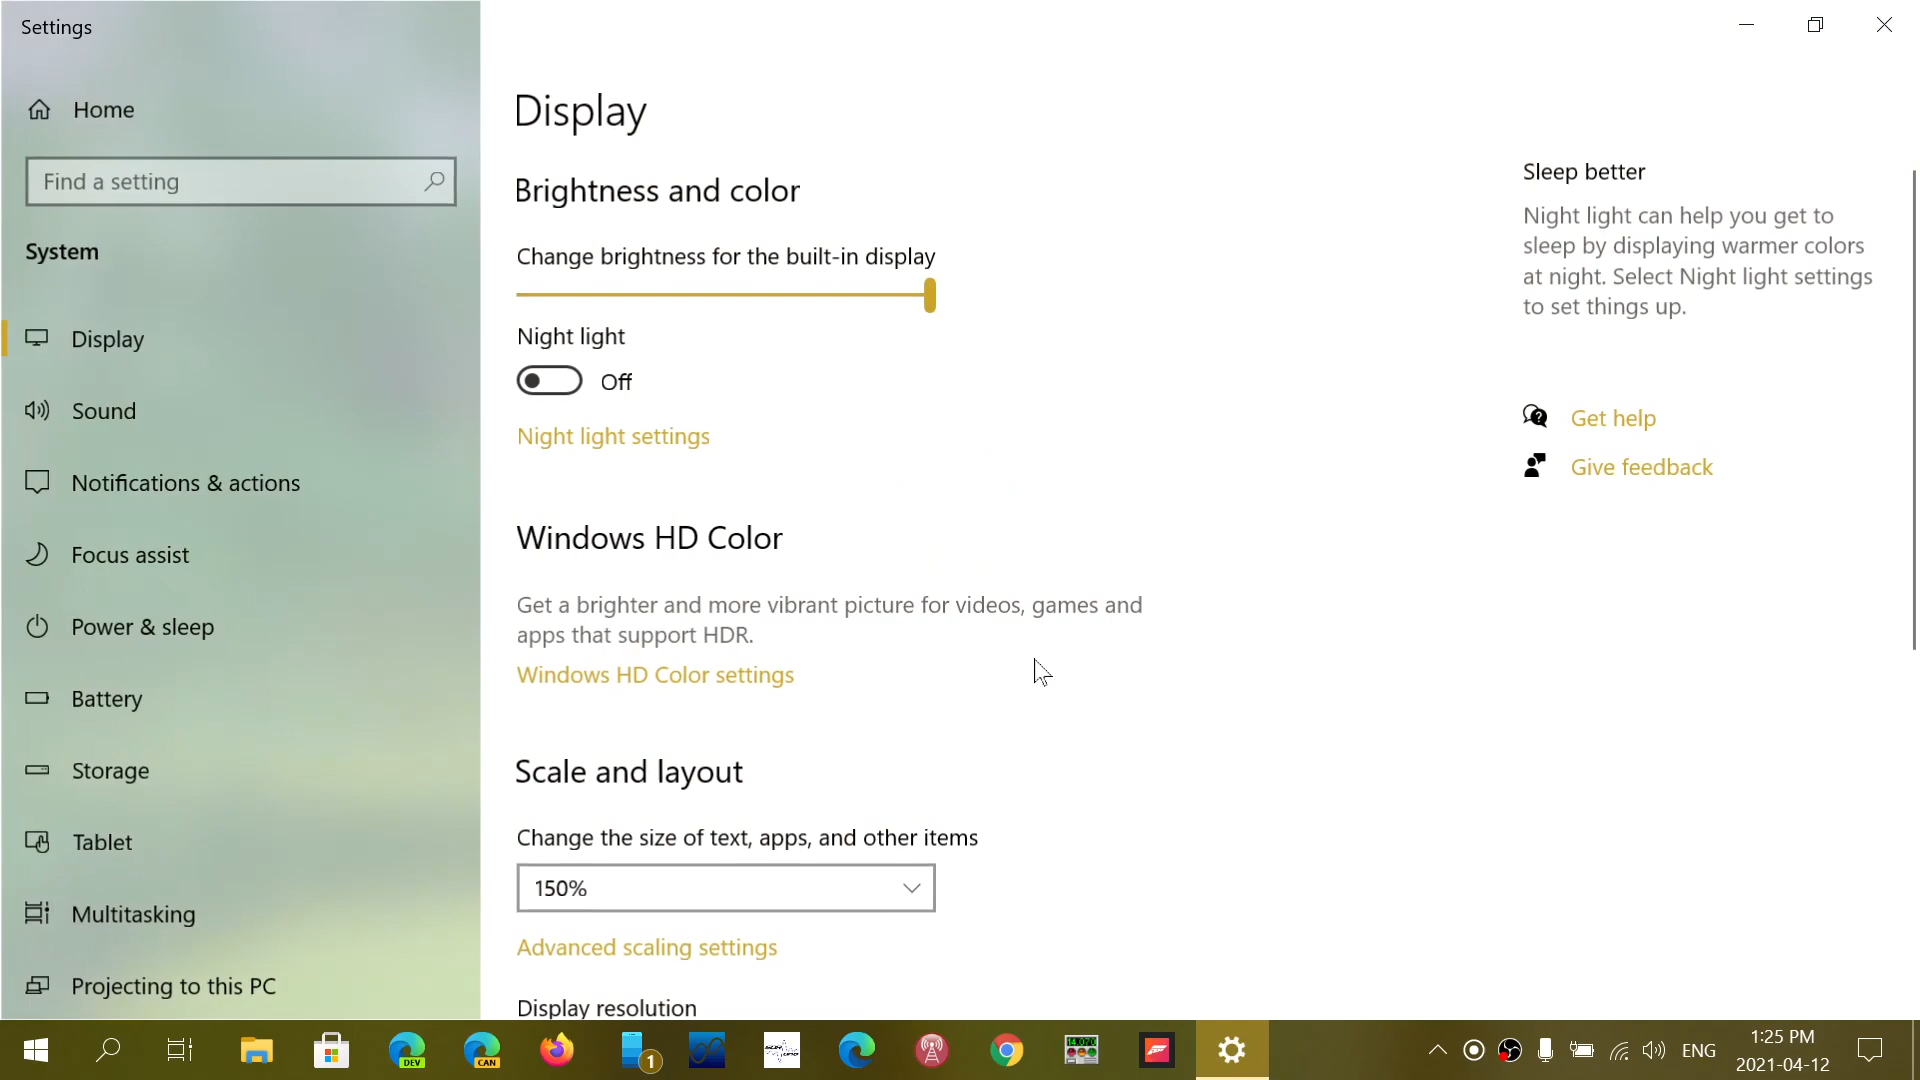 Settings
Home
Find a setting
System
Display
Sound
Notifications & actions
Focus assist
Power & sleep
Battery
Storage
Tablet
Multitasking
Projecting to this PC
Display
Brightness and color
Change brightness for the built-in display
Night light
Off
Night light settings
Windows HD Color
Get a brighter and more vibrant picture for videos, games and
apps that support HDR.
Windows HD Color settings
Scale and layout
Change the size of text, apps, and other items
150%
Advanced scaling settings
Display resolution
Sleep better
Night light can help you get to
sleep by displaying warmer colors
at night. Select Night light settings
to set things up.
Get help
Give feedback
DEV
CAN
1
14.070
ENG
1:25 PM
2021-04-12